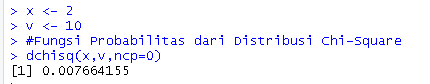 > x <- 2
> v <- 10
> #Fungsi Probabilitas dari Distribusi Chi-Square
> dchisq(x,v,ncp=0)
[1] 0.007664155